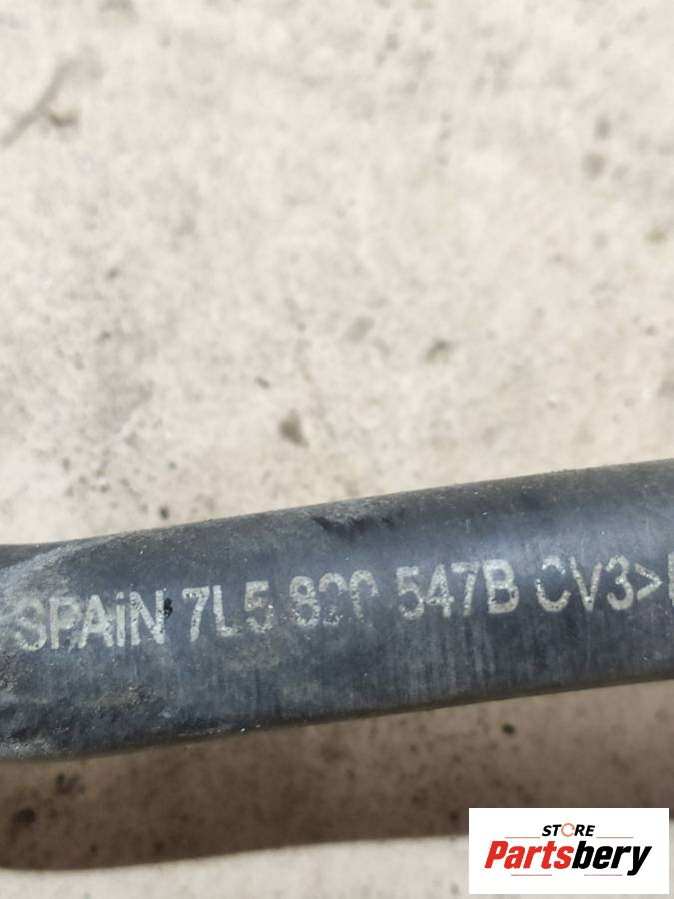 SPAiN 7L5 820 547B CV3>
STORE
Partsbery